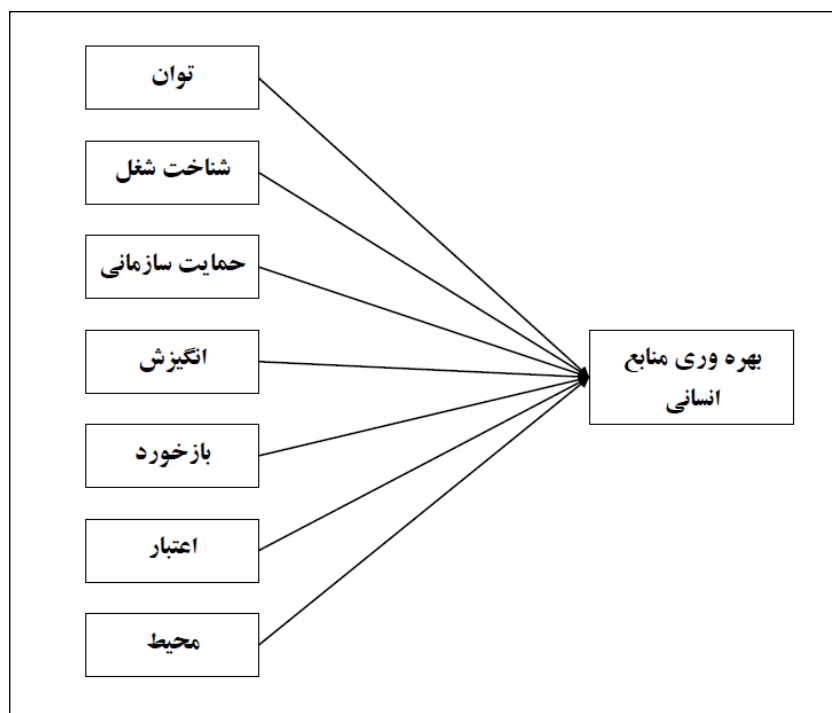 توان
شناخت شغل
حمایت سازمانی
انگیزش
بازخورد
اعتبار
محیط
بهره وری منابع
انسانی